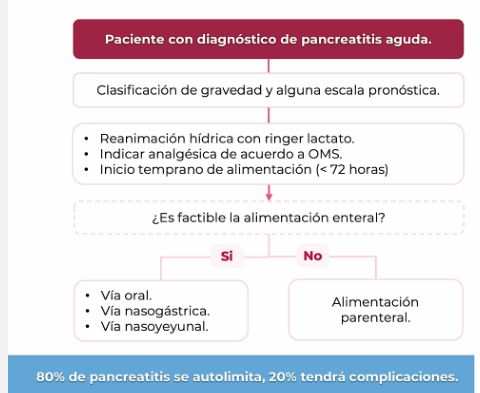 Paciente con diagnóstico de pancreatitis aguda.
Clasificación de gravedad y alguna escala pronóstica.
• Reanimación hídrica con ringer lactato.
• Indicar analgésica de acuerdo a OMS.
• Inicio temprano de alimentación (< 72 horas)
¿Es factible la alimentación enteral?
Si
No
• Vía oral.
• Vía nasogástrica.
• Vía nasoyeyunal.
Alimentación
parenteral.
80% de pancreatitis se autolimita, 20% tendrá complicaciones.